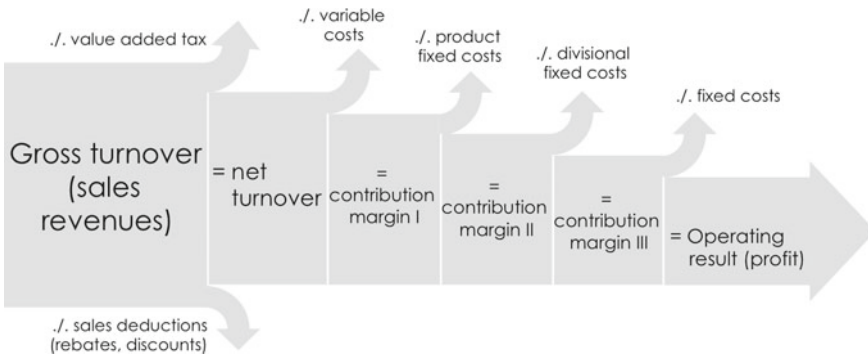 ./. value added tax
./. variable
costs
./. product
fixed costs
./. divisional
fixed costs
./. fixed costs
Gross turnover
(sales
revenues)
= net
turnover
=
contribution
margin I
=
contribution
margin II
=
contribution
margin III
= Operating
result (profit)
./. sales deductions
(rebates, discounts)